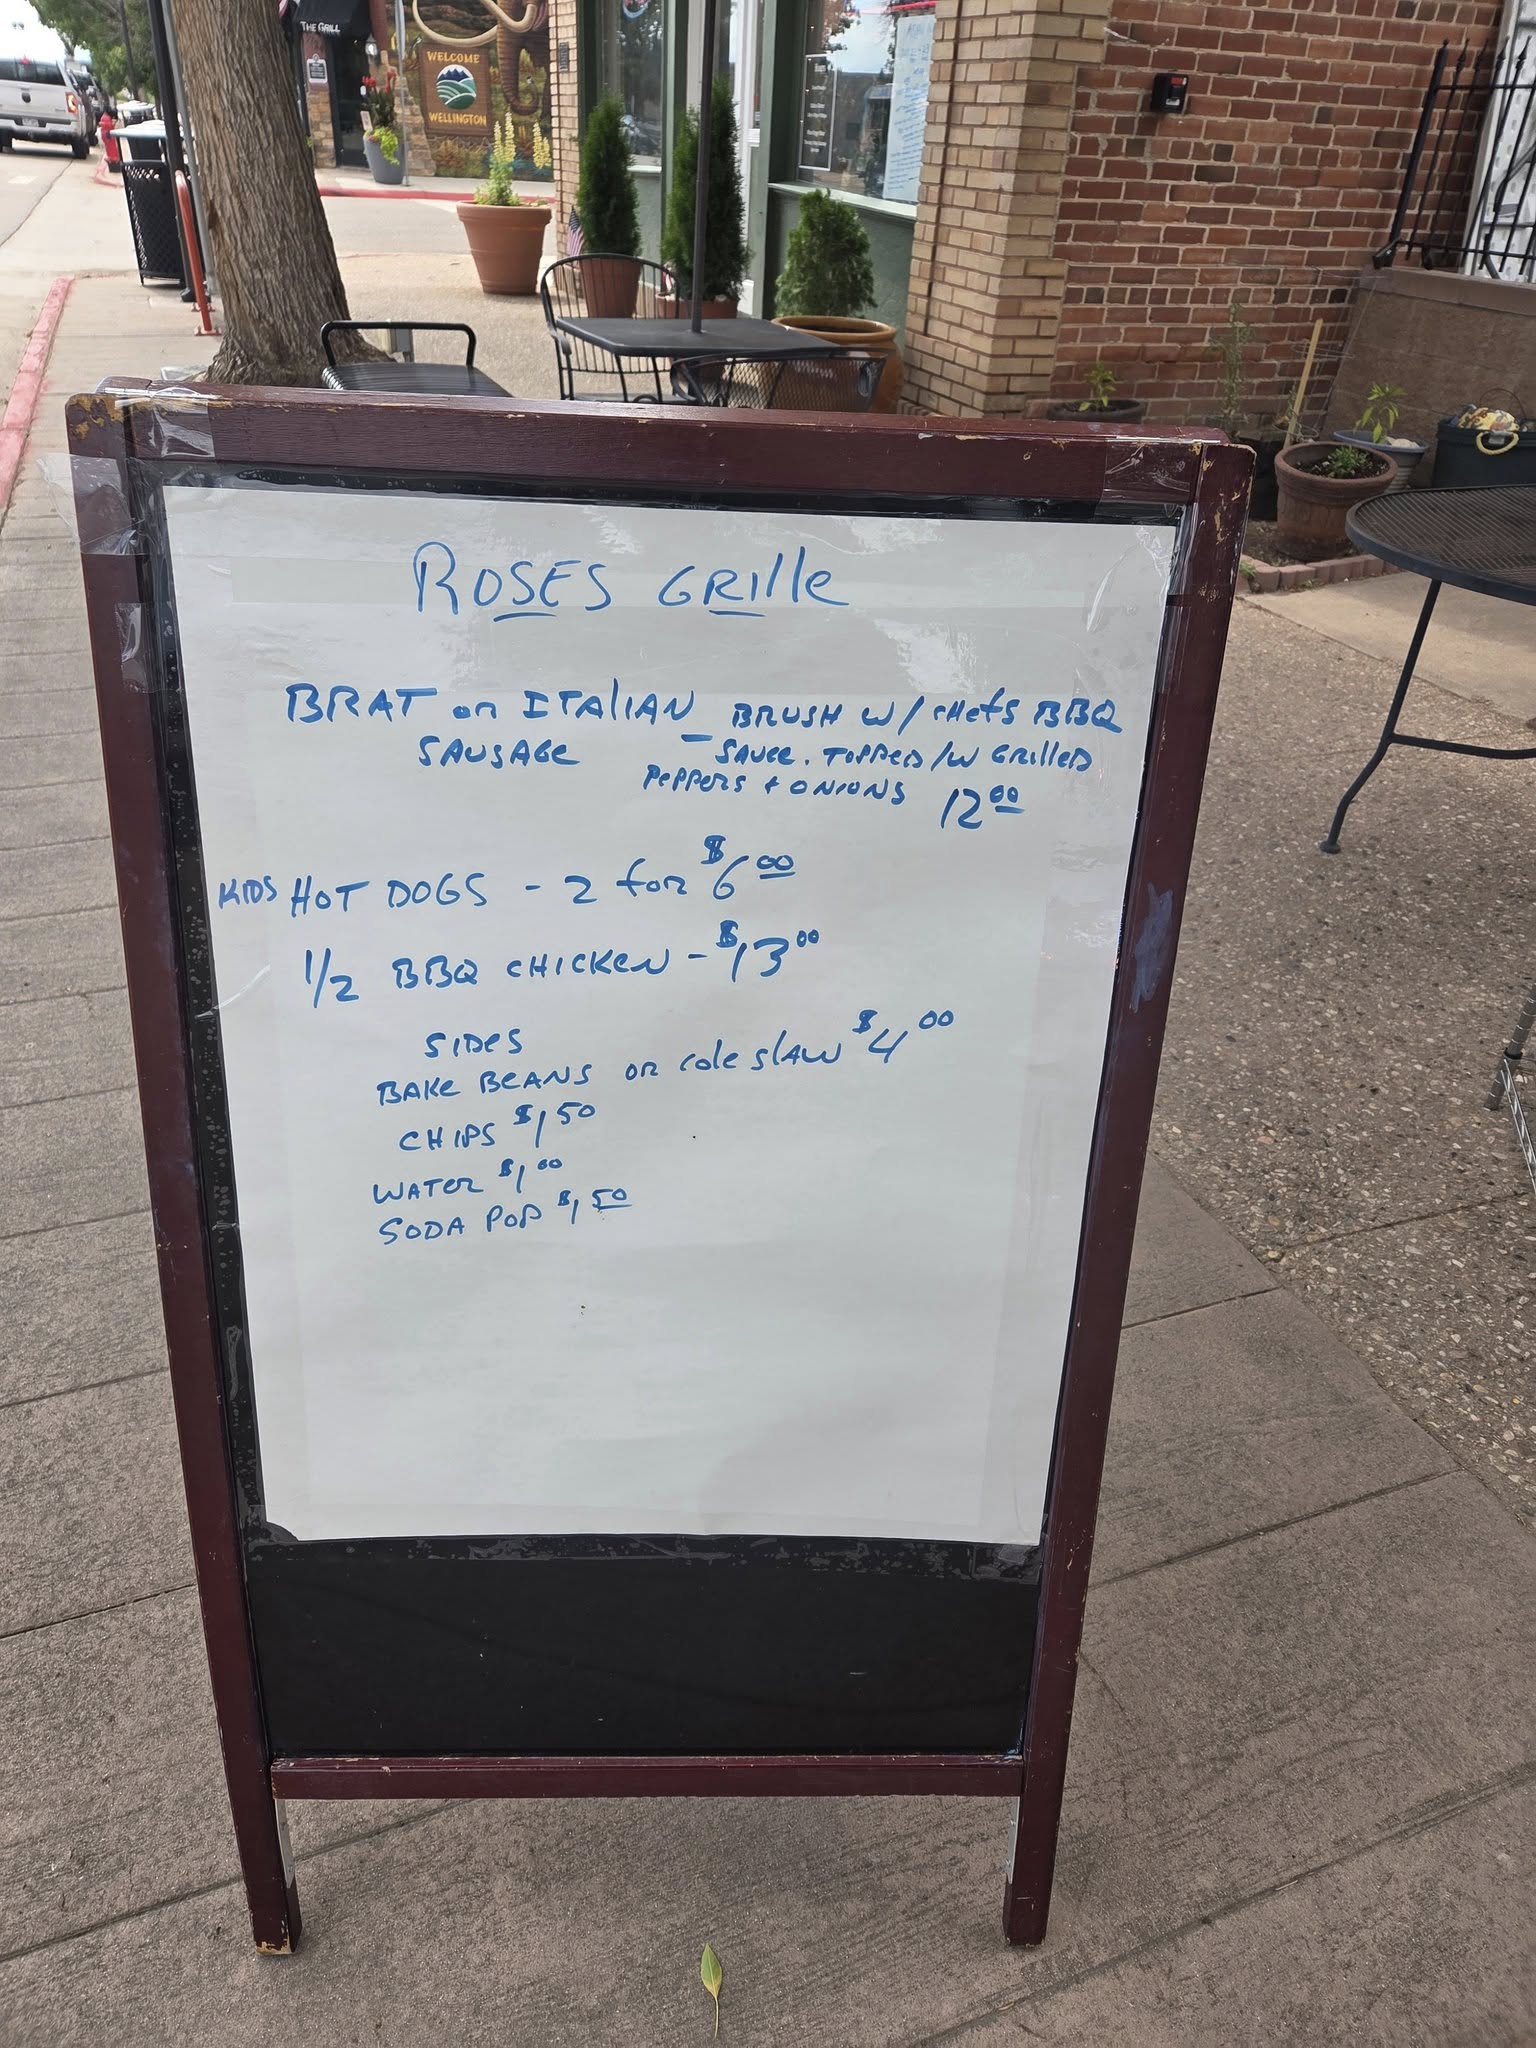 THE GRILL
WELCOME
WELLINGTON
ROSES GRIlle
BRAT or ITAlIAN - BRUSH W/ CHEfS BBQ
SAUSAGE SAUCE. TOPPED /W GRIllED
PEPPERS + ONIONS 12 00
KIDS HOT DOGS - 2 for $6 00
1/2 BBQ CHICKEN - $13 00
SIDES
BAKE BEANS or cole slAW $4 00
CHIPS $1,50
WATER $1,00
SODA POP $1,50